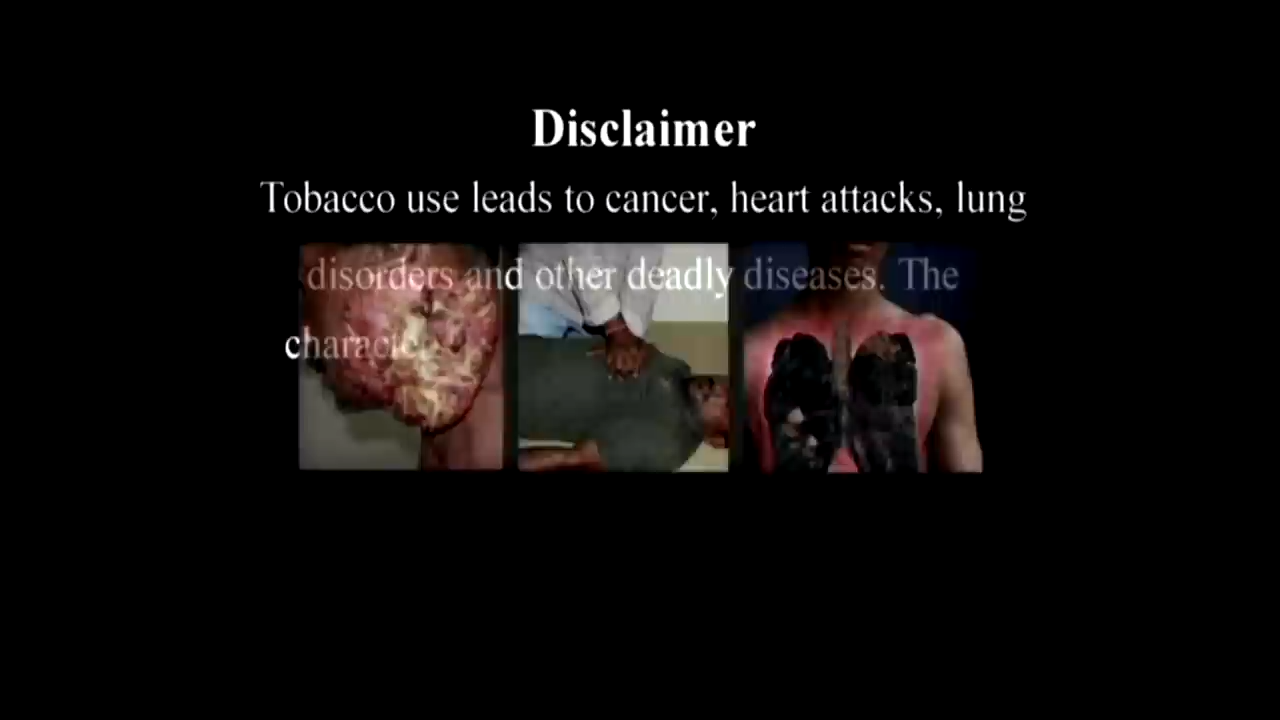 Disclaimer
Tobacco use leads to cancer, heart attacks, lung
disorders and other deadly diseases. The